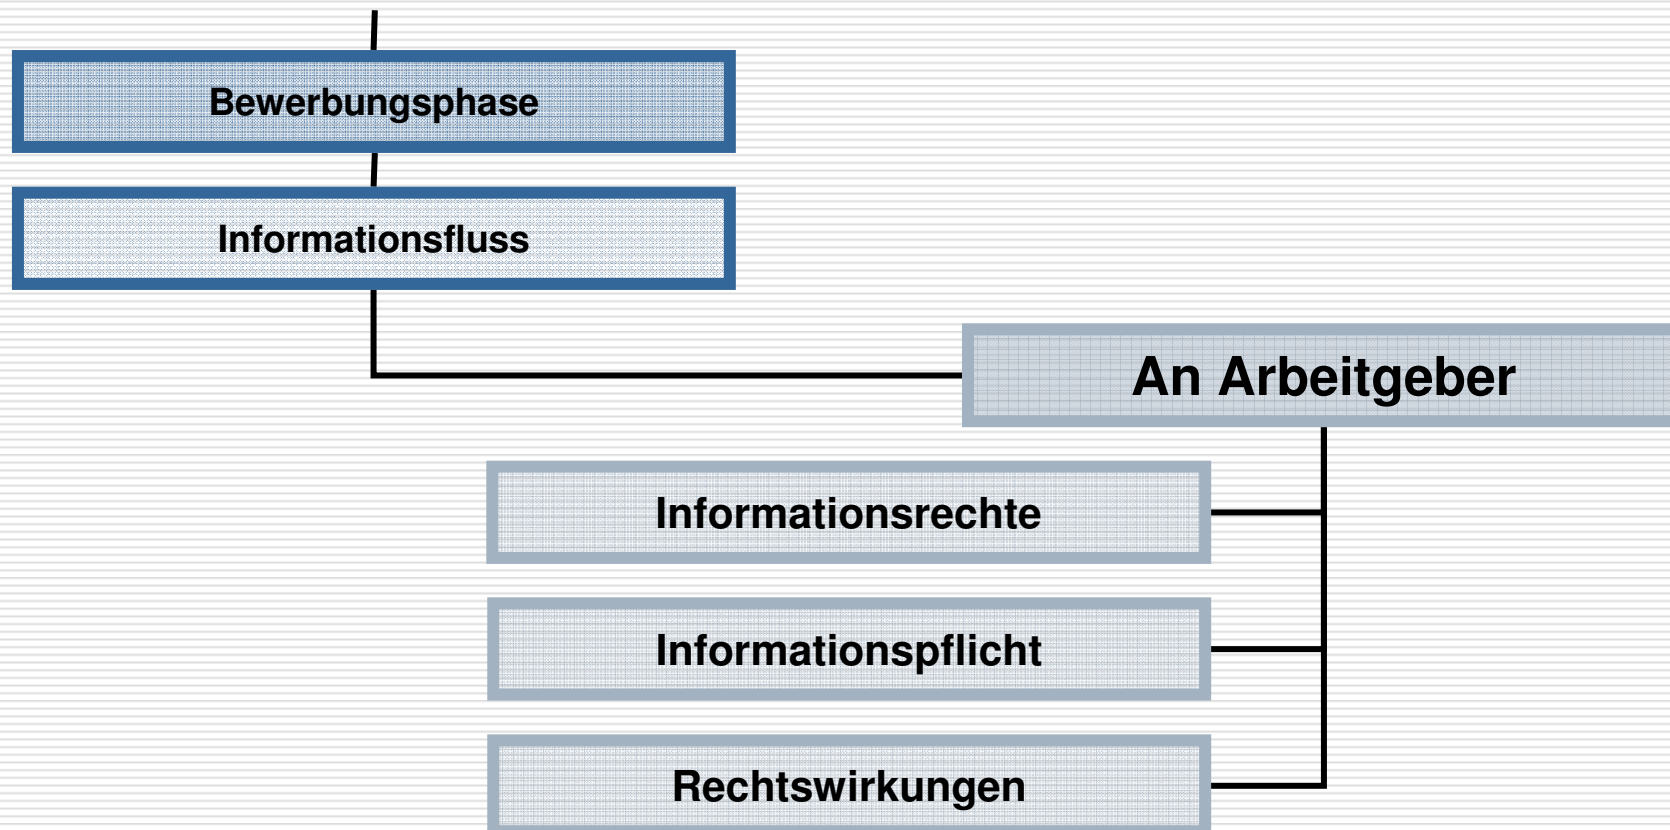 Bewerbungsphase
Informationsfluss
An Arbeitgeber
Informationsrechte
Informationspflicht
Rechtswirkungen